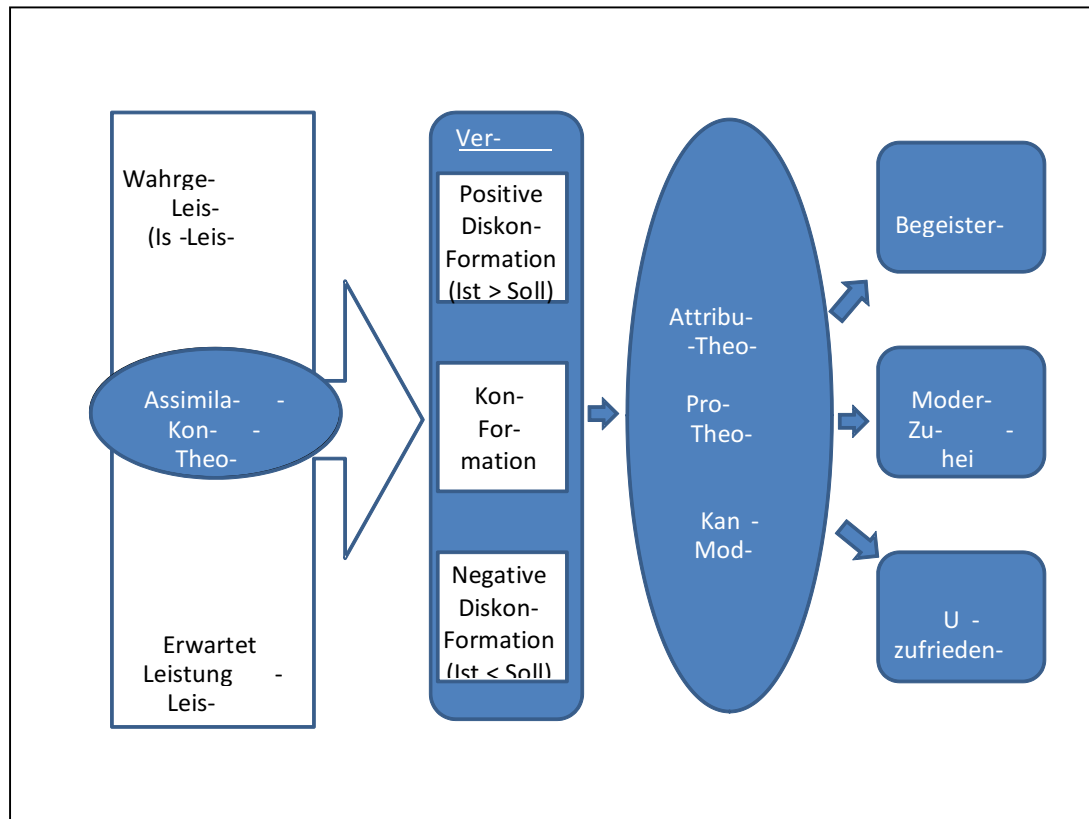 Wahrge-
Leis-
(Is -Leis-
Assimila- -
Kon- -
Theo-
Erwartet
Leistung -
Leis-
Ver-
Positive
Diskon-
Formation
(Ist > Soll)
Kon-
For-
mation
Negative
Diskon-
Formation
(Ist < Soll)
Attribu-
-Theo-
Pro-
Theo-
Kan -
Mod-
Begeister-
Moder-
Zu- -
hei
U -
zufrieden-